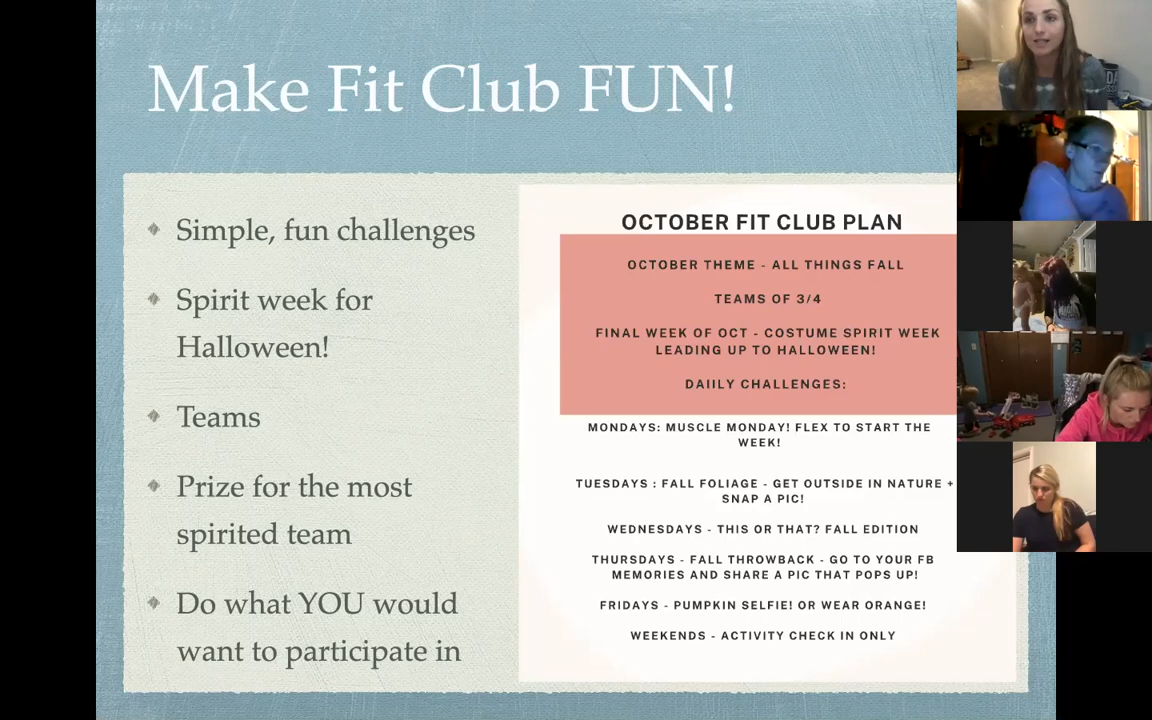 Make Fit Club FUN!
Simple, fun challenges
Spirit week for
Halloween!
Teams
Prize for the most
spirited team
Do what YOU would
want to participate in
OCTOBER FIT CLUB PLAN
OCTOBER THEME - ALL THINGS FALL
TEAMS OF 3/4
FINAL WEEK OF OCT - COSTUME SPIRIT WEEK
LEADING UP TO HALLOWEEN!
DAIILY CHALLENGES:
MONDAYS: MUSCLE MONDAY! FLEX TO START THE
WEEK!
TUESDAYS : FALL FOLIAGE - GET OUTSIDE IN NATURE +
SNAP A PIC!
WEDNESDAYS - THIS OR THAT? FALL EDITION
THURSDAYS - FALL THROWBACK - GO TO YOUR FB
MEMORIES AND SHARE A PIC THAT POPS UP!
FRIDAYS - PUMPKIN SELFIE! OR WEAR ORANGE!
WEEKENDS - ACTIVITY CHECK IN ONLY